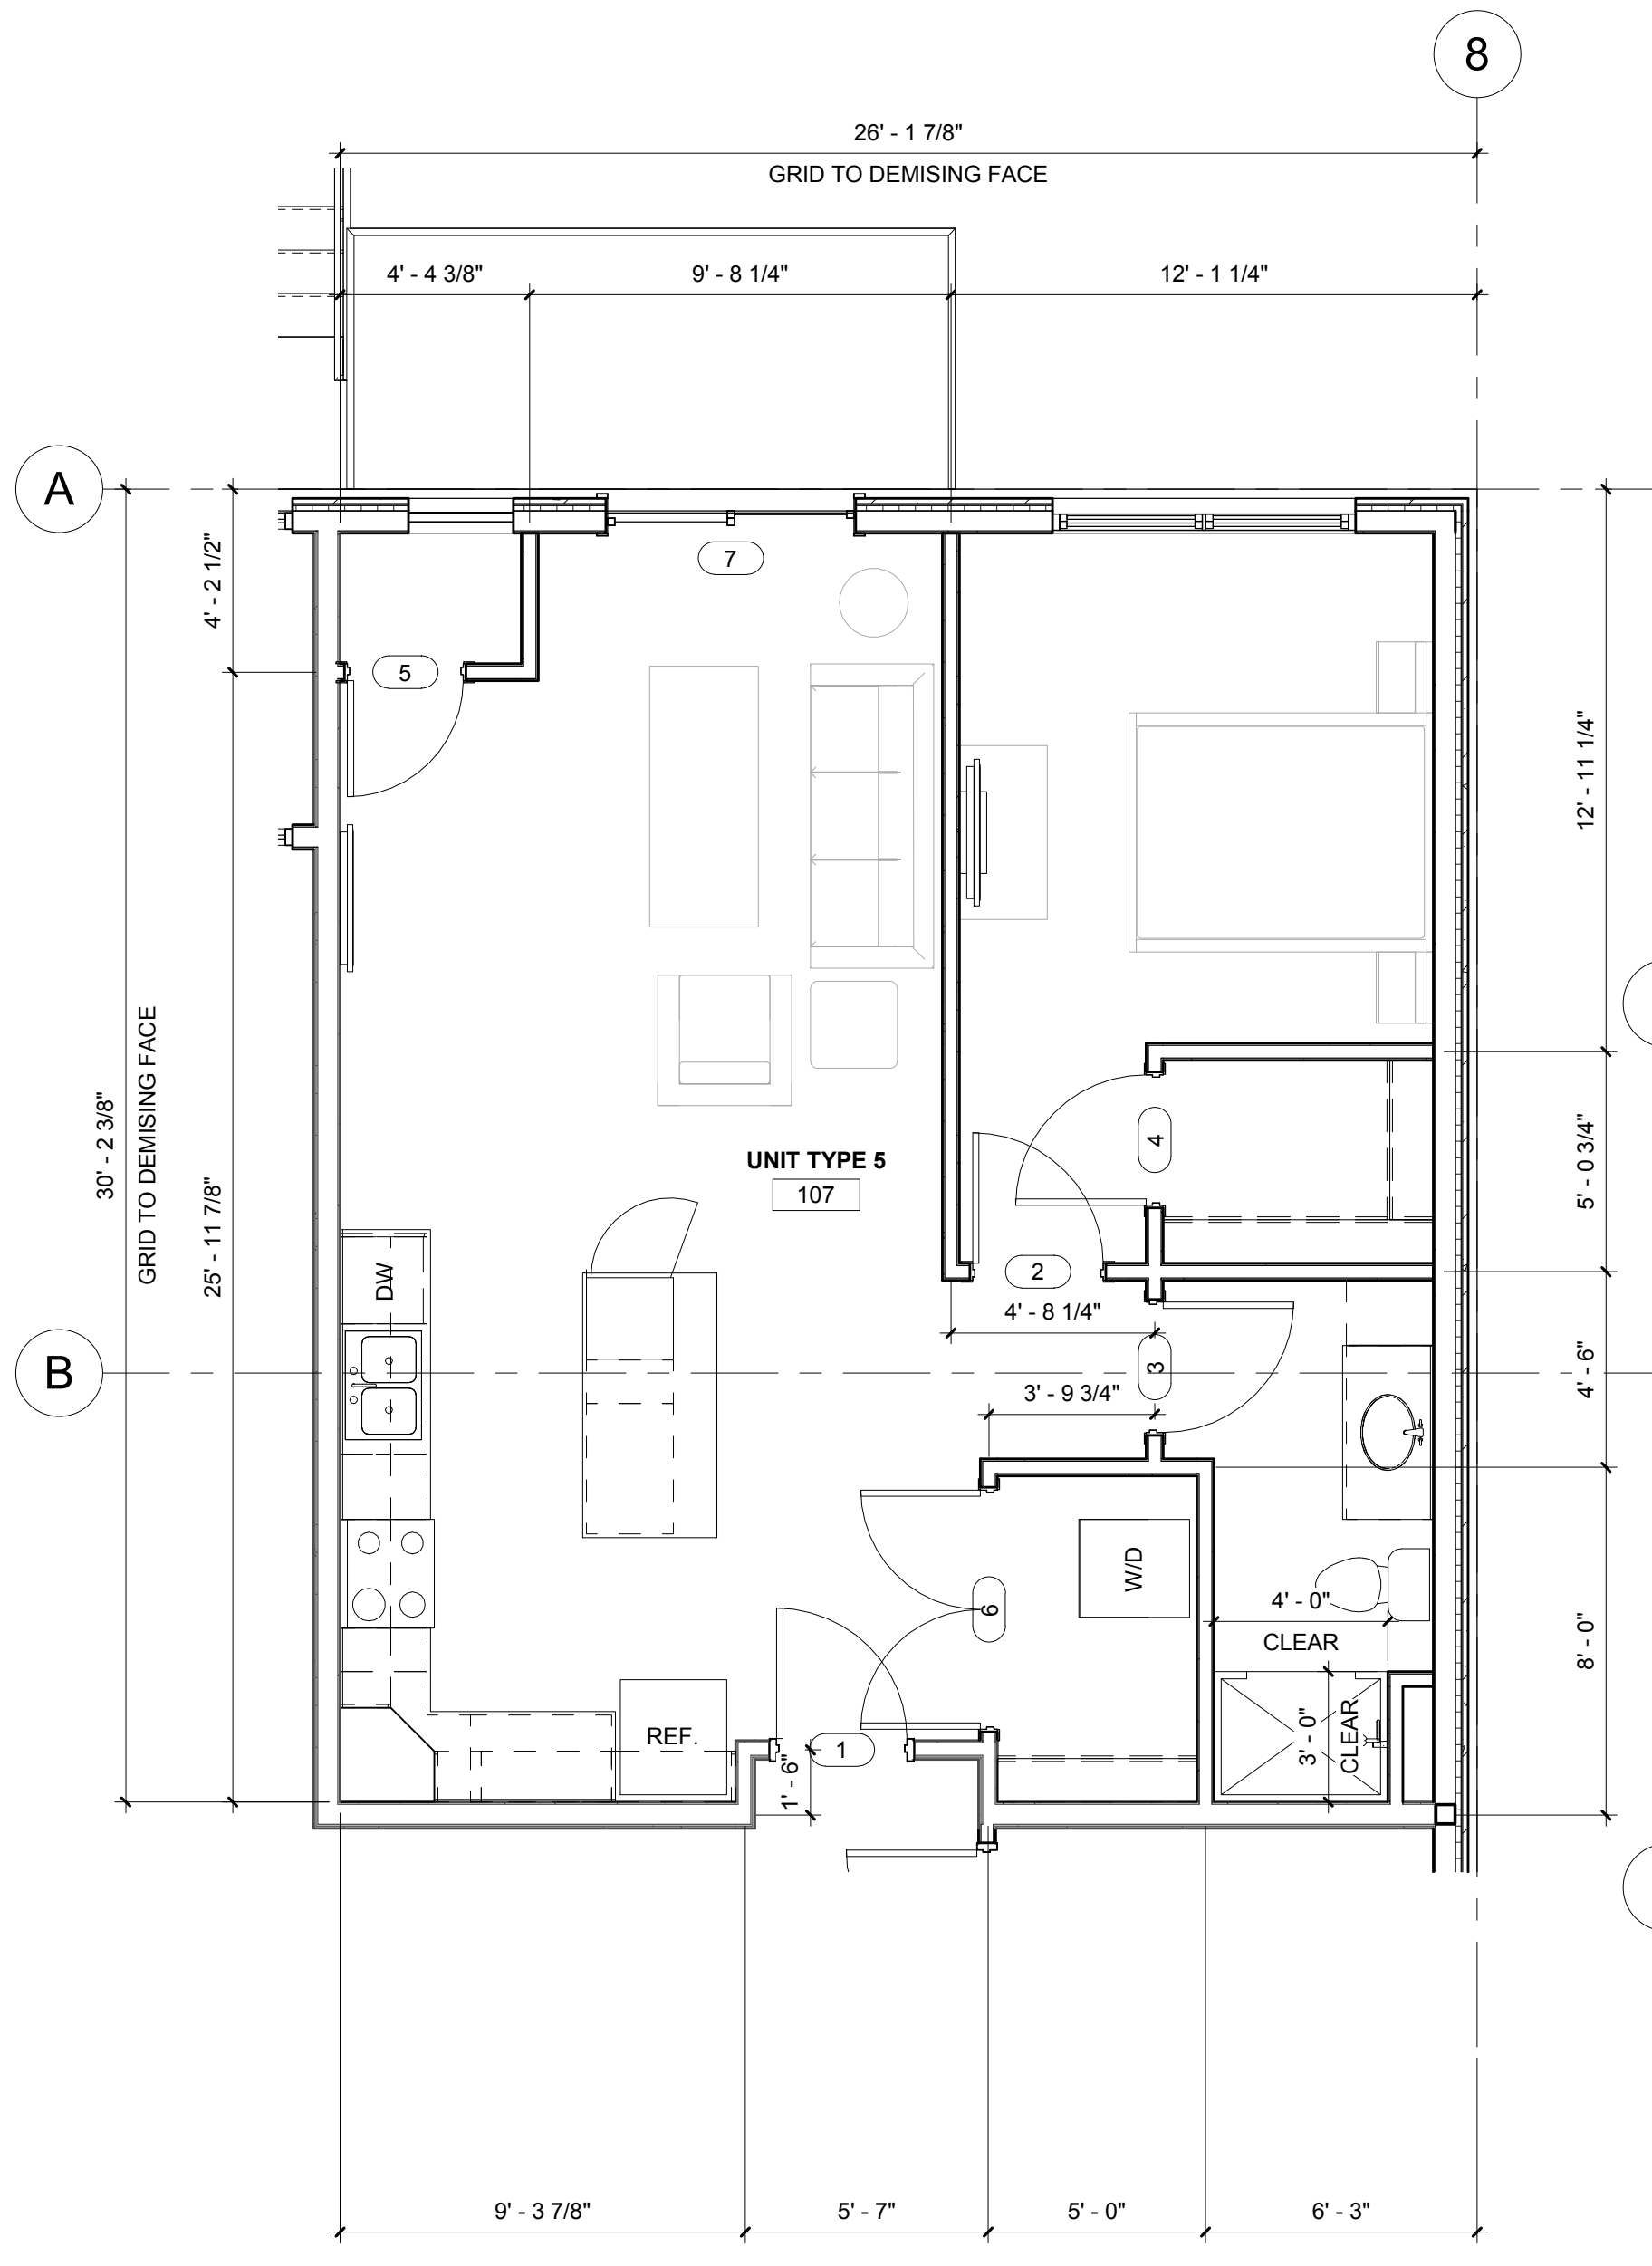 8
26' - 1 7/8"
GRID TO DEMISING FACE
4' - 4 3/8"
9' - 8 1/4"
12' - 1 1/4"
A
7
4' - 2 1/2"
5
12' - 11 1/4"
30' - 2 3/8"
GRID TO DEMISING FACE
25' - 11 7/8"
UNIT TYPE 5
107
4
5' - 0 3/4"
DW
2
4' - 8 1/4"
B
3
4' - 6"
3' - 9 3/4"
W/D
6
4' - 0"
CLEAR
8' - 0"
REF.
1
1' - 6"
3' - 0"
CLEAR
9' - 3 7/8"
5' - 7"
5' - 0"
6' - 3"